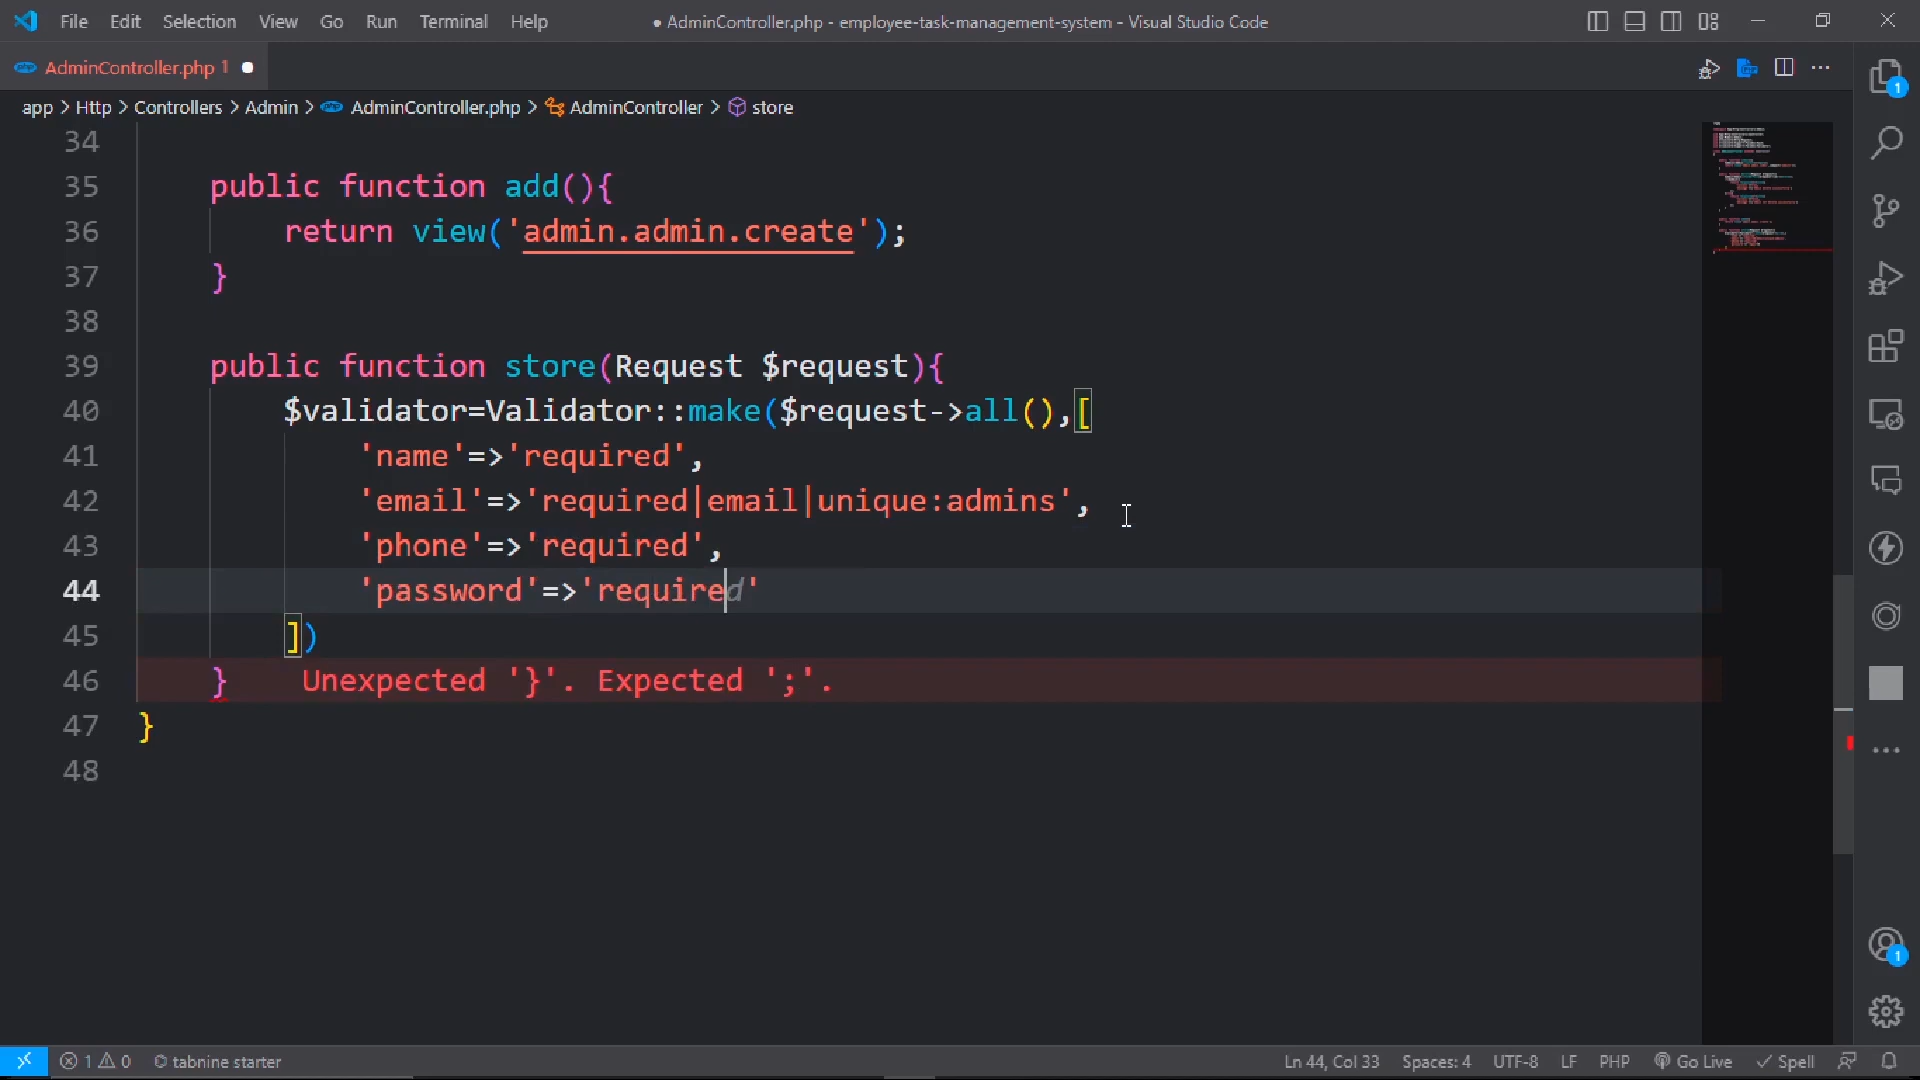 File Edit Selection View Go Run Terminal Help ● AdminController.php - employee-task-management-system - Visual Studio Code
php AdminController.php 1 ●
app > Http > Controllers > Admin > AdminController.php > AdminController > store
34
35 public function add(){
36 return view('admin.admin.create');
37 }
38
39 public function store(Request $request){
40 $validator=Validator::make($request->all(),[
41 'name'=>'required',
42 'email'=>'required|email|unique:admins',
43 'phone'=>'required',
44 'password'=>'required'
45 ])
46 } Unexpected '}'. Expected ';'.
47 }
48
1
1
1 0 tabnine starter Ln 44, Col 33 Spaces: 4 UTF-8 LF PHP Go Live Spell